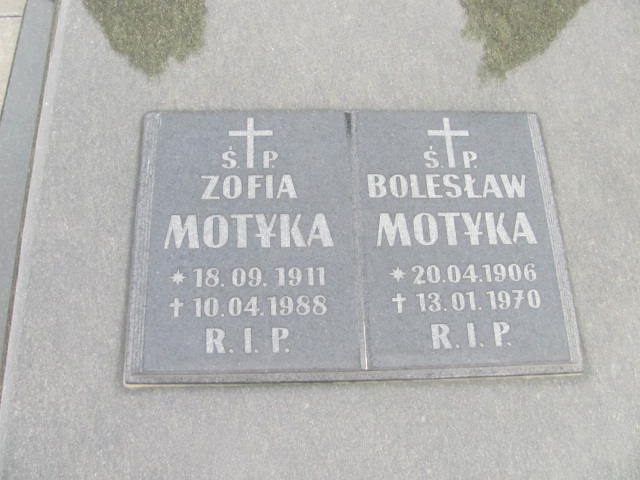 Ś.P.
ZOFIA
MOTYKA
* 18.09.1911
† 10.04.1988
R.I.P.
Ś.P.
BOLESŁAW
MOTYKA
* 20.04.1906
† 13.01.1970
R.I.P.